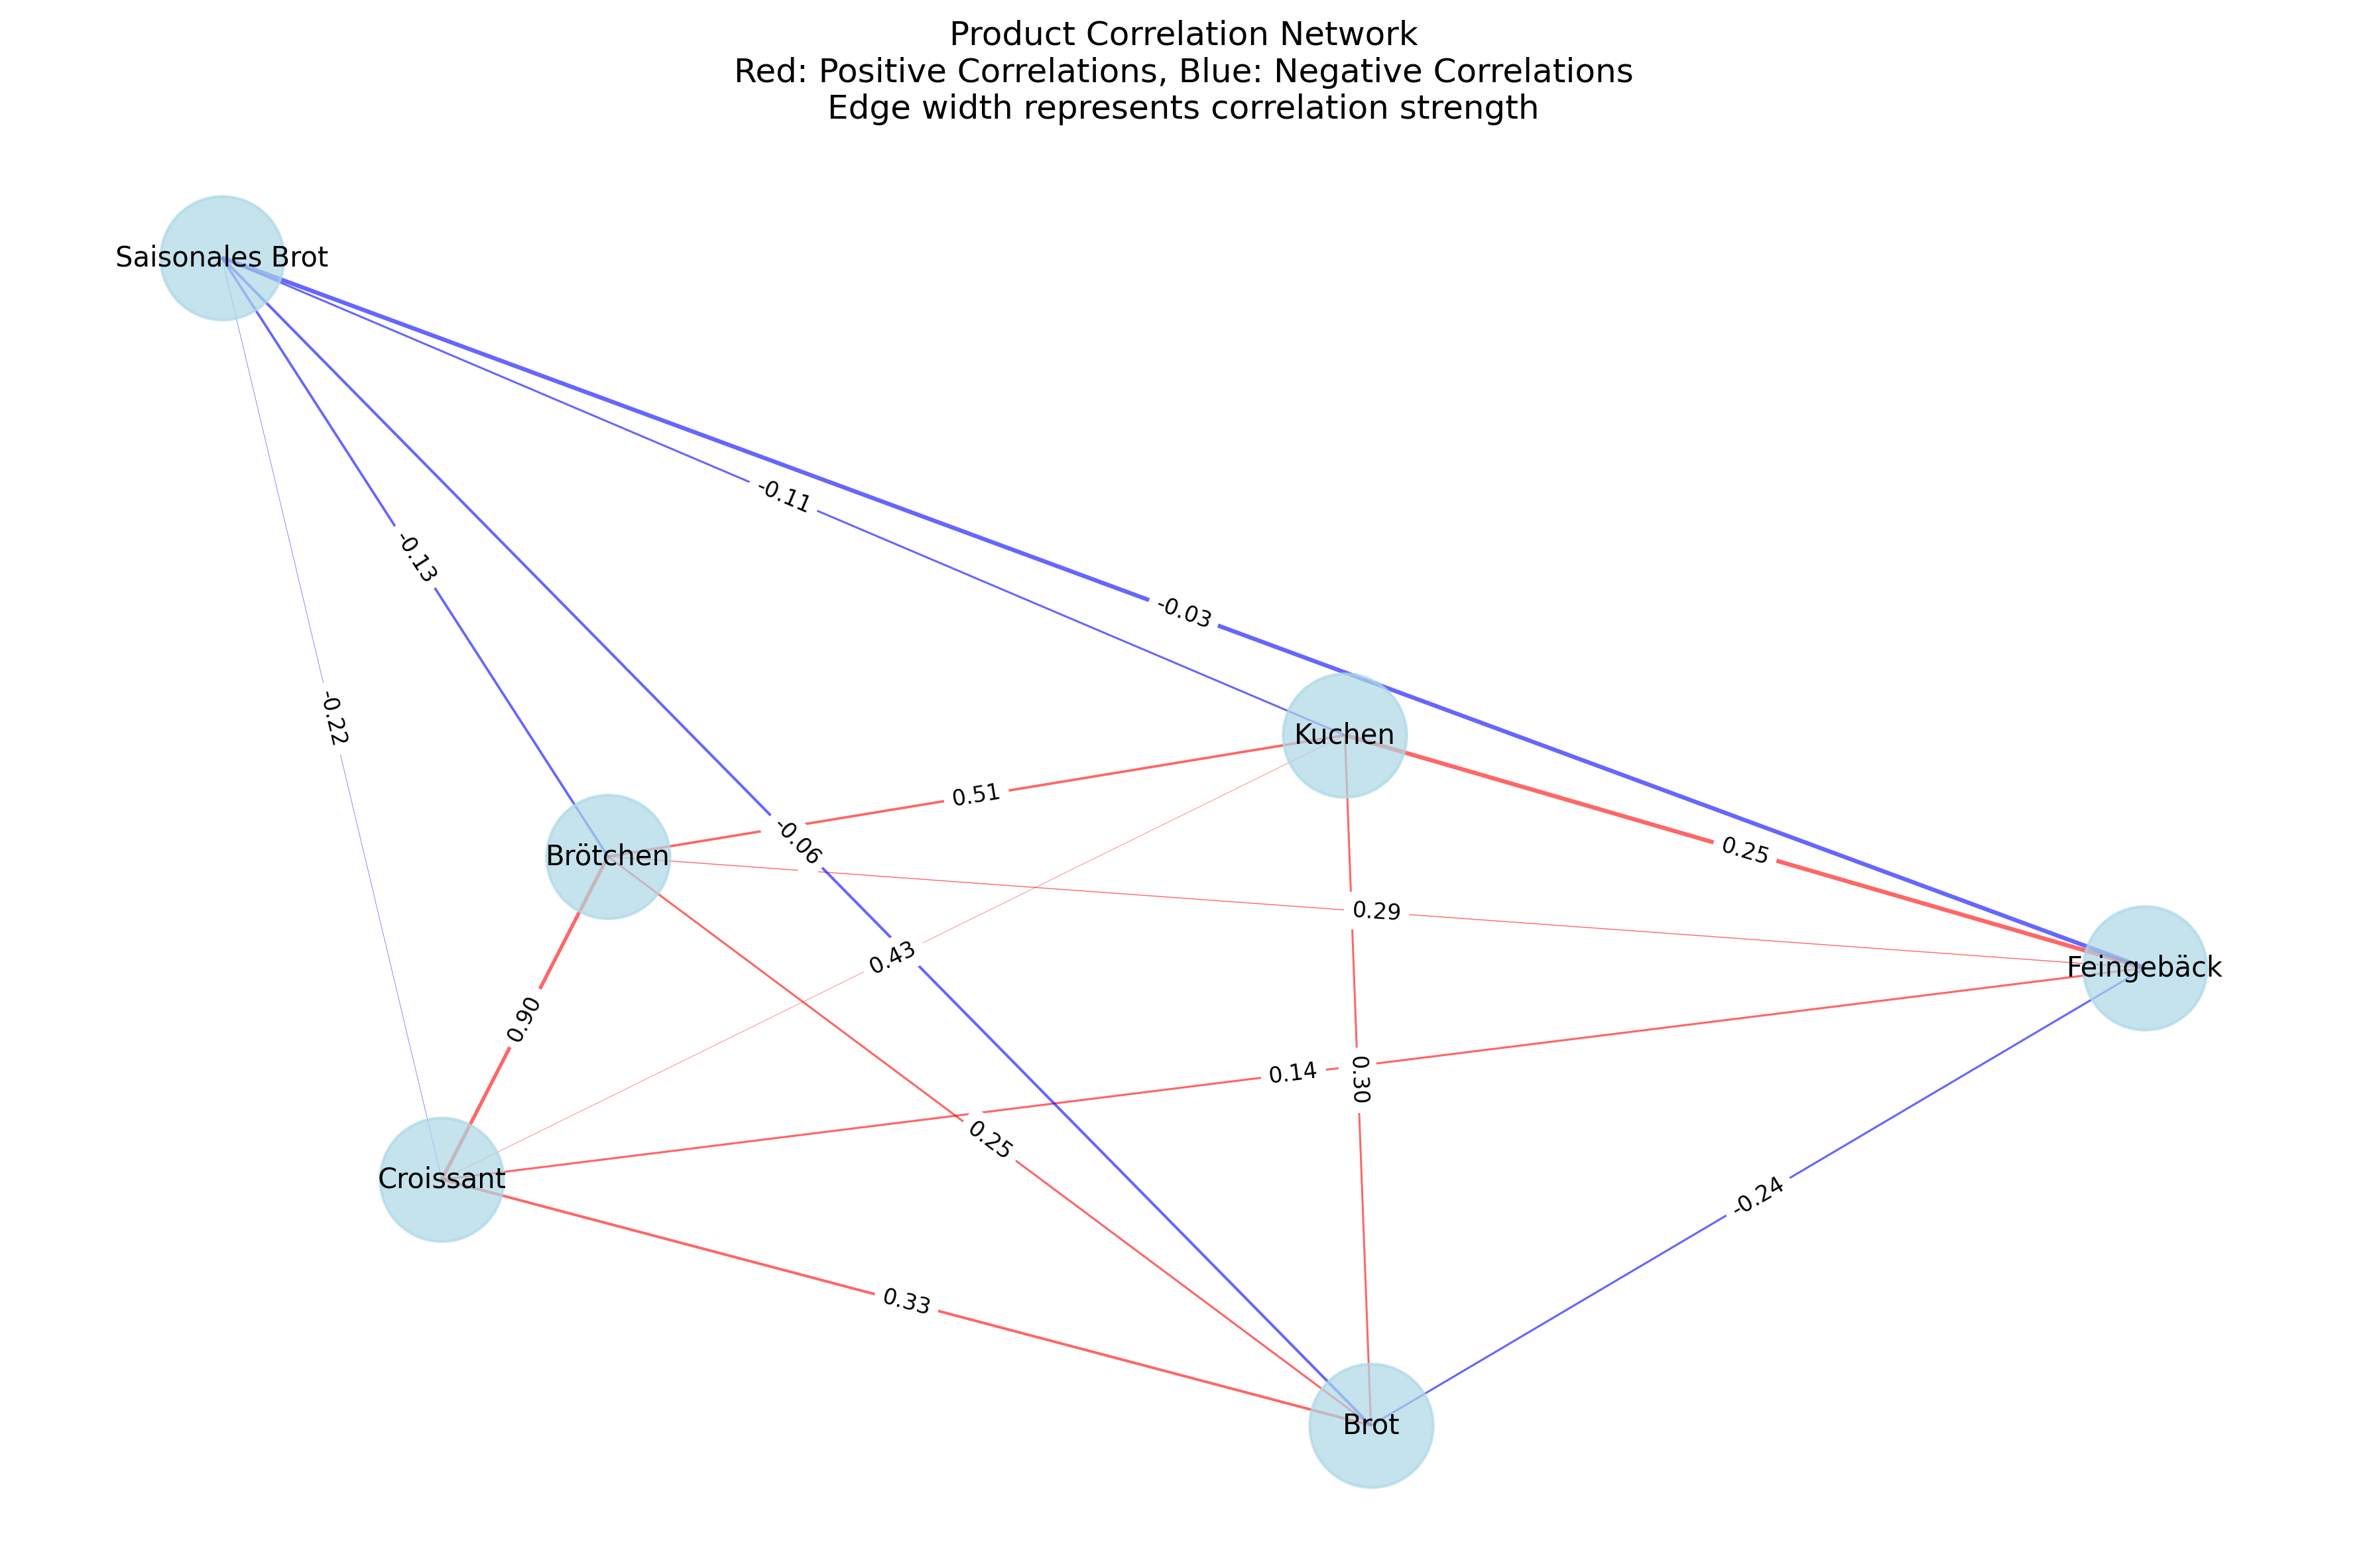 Product Correlation Network
Red: Positive Correlations, Blue: Negative Correlations
Edge width represents correlation strength
Saisonales Brot
-0.11
-0.13
-0.03
-0.22
Kuchen
0.51
-0.06
Brötchen
0.25
0.29
0.43
Feingebäck
0.90
0.14
0.30
0.25
Croissant
-0.24
0.33
Brot